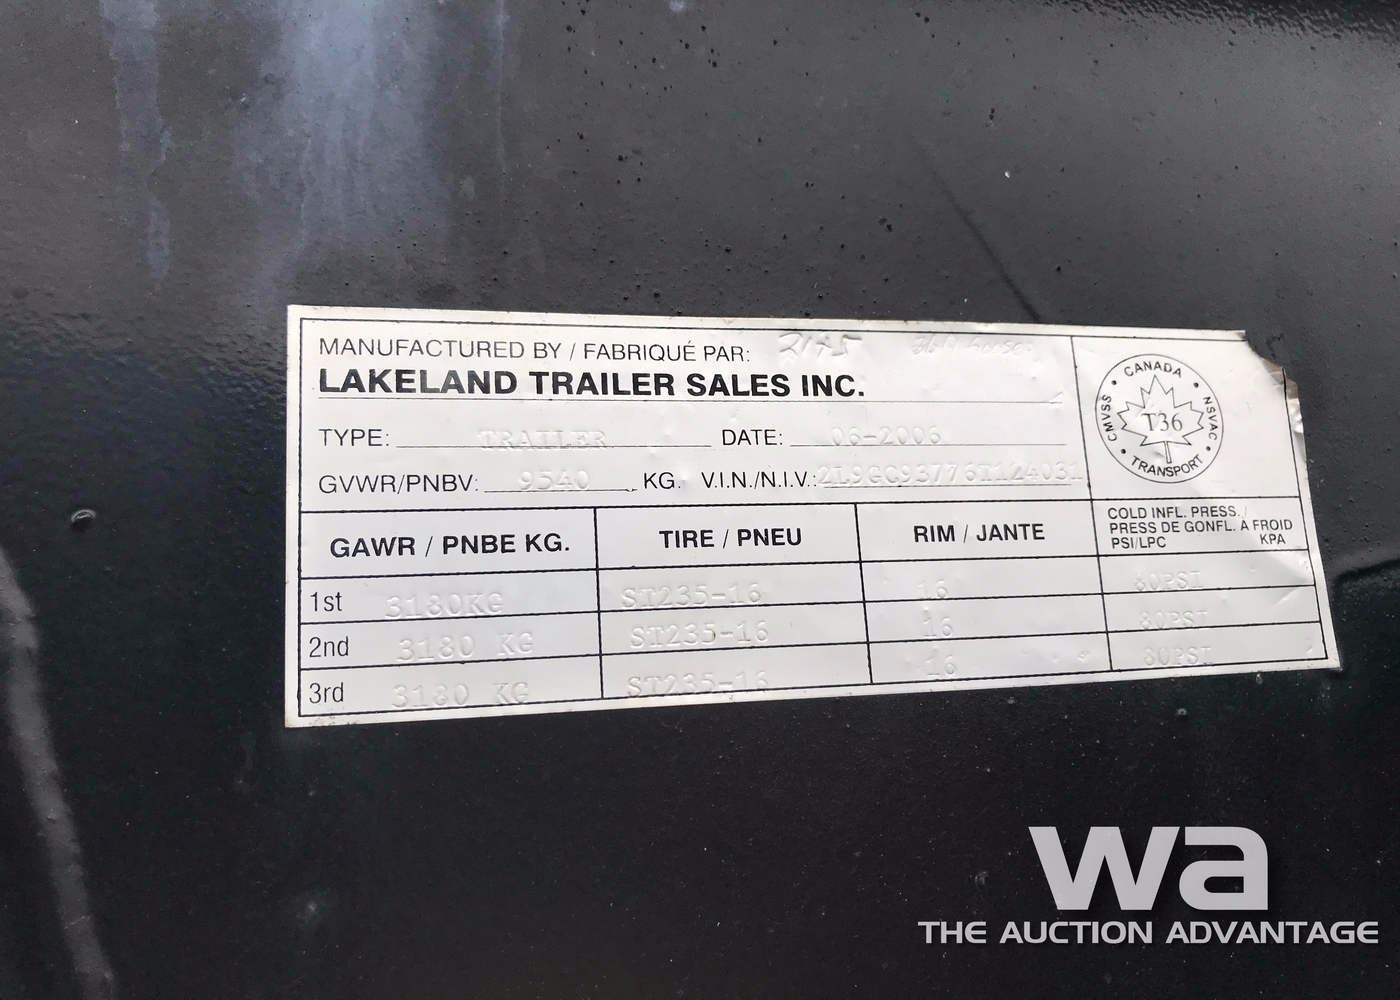 MANUFACTURED BY / FABRIQUÉ PAR:
LAKELAND TRAILER SALES INC.
TYPE: TRAILER DATE: 06-2006
GVWR/PNBV: 9540 KG. V.I.N./N.I.V.: 2L9GC93776T124031
CANADA
CMVSS T36 NSVAC
TRANSPORT
GAWR / PNBE KG. TIRE / PNEU RIM / JANTE
COLD INFL. PRESS. /
PRESS DE GONFL. A FROID
PSI/LPC KPA
1st 3180KG ST235-16 16 80PSI
2nd 3180 KG ST235-16 16 80PSI
3rd 3180 KG ST235-16 16 80PSI
wa
THE AUCTION ADVANTAGE